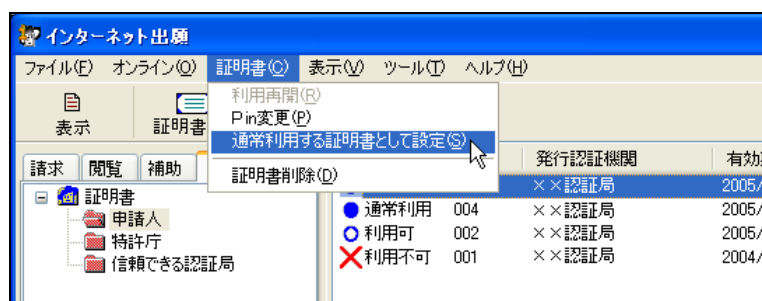 インターネット出願
ファイル(F) オンライン(O) 証明書(C) 表示(V) ツール(T) ヘルプ(H)
利用再開(R)
Pin変更(P)
通常利用する証明書として設定(S)
証明書削除(D)
表示 証明書
請求 閲覧 補助
発行認証機関 有効
証明書
申請人
特許庁
信頼できる認証局
××認証局 2005/
通常利用 004 ××認証局 2005/
利用可 002 ××認証局 2005/
利用不可 001 ××認証局 2004/